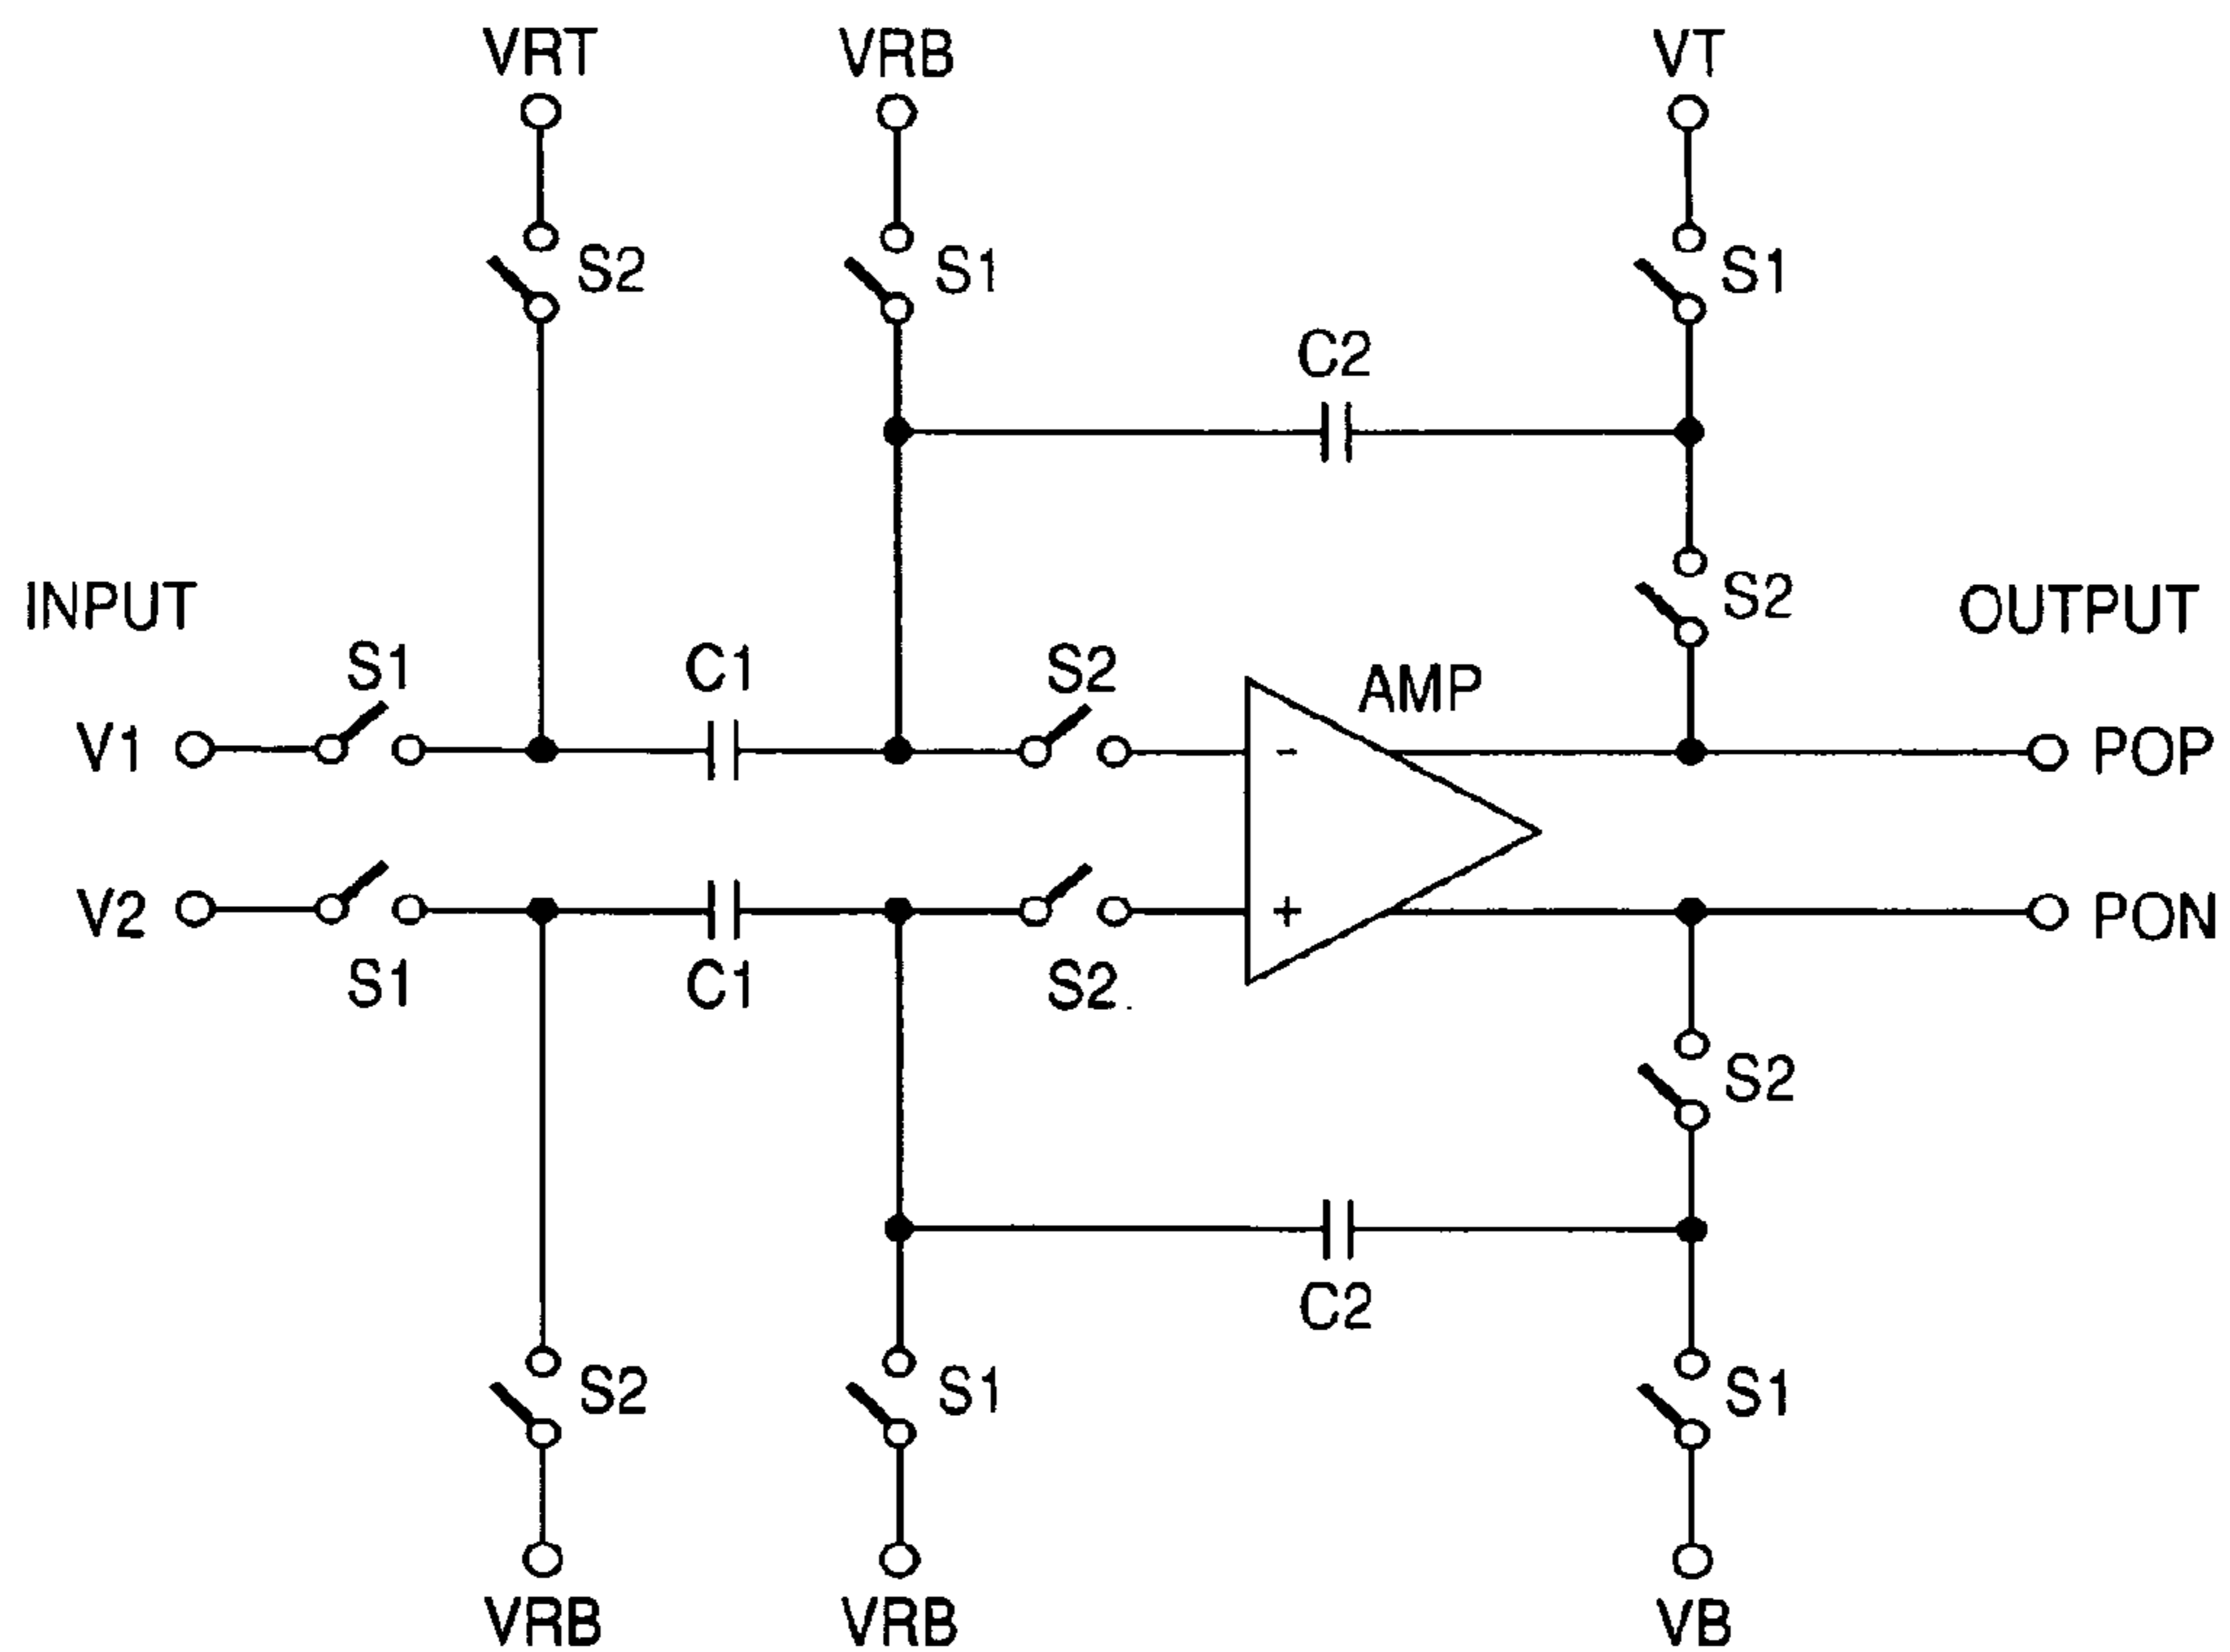 VRT VRB VT
S2 S1 S1
C2
INPUT S1 C1 S2 AMP S2 OUTPUT
V1 - POP
V2 + PON
S1 C1 S2
S2
C2
S2 S1 S1
VRB VRB VB